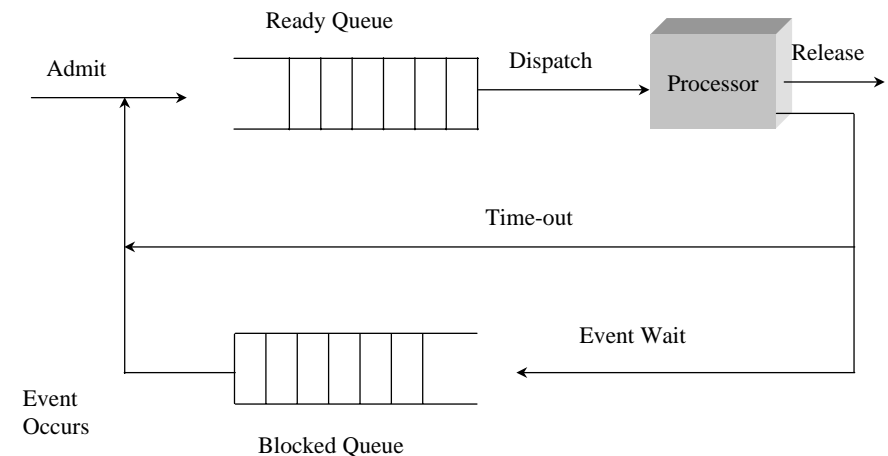 Ready Queue
Admit
Dispatch
Processor
Release
Time-out
Event Wait
Event
Occurs
Blocked Queue